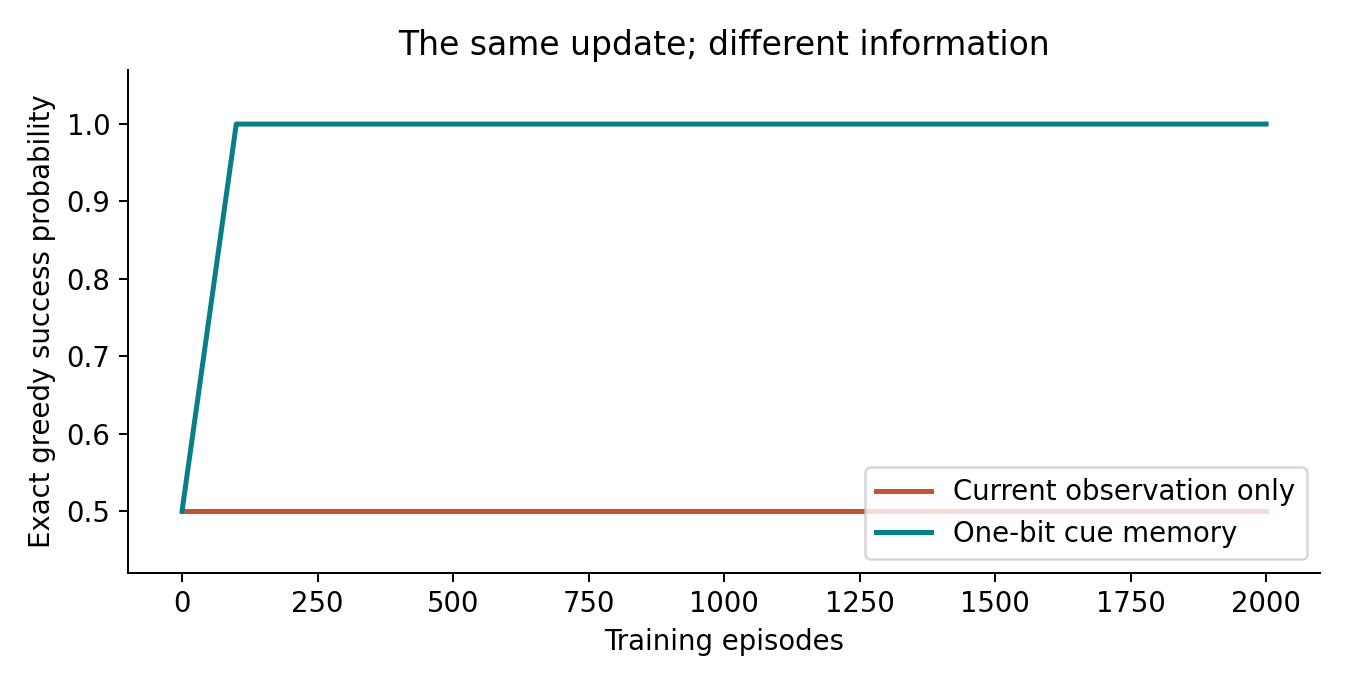 The same update; different information
Exact greedy success probability
1.0
0.9
0.8
0.7
0.6
0.5
Current observation only
One-bit cue memory
0 250 500 750 1000 1250 1500 1750 2000
Training episodes